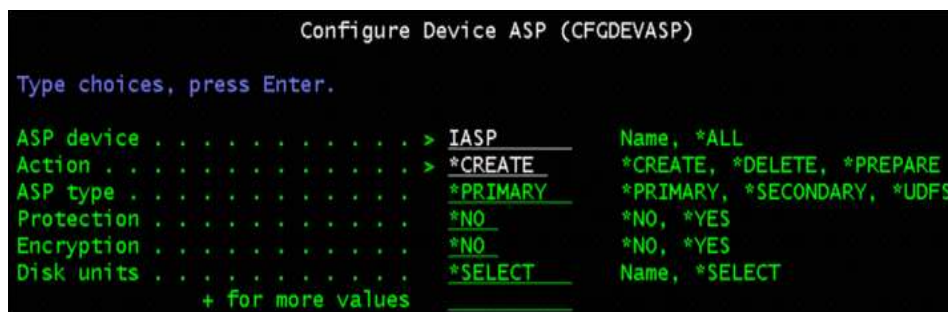 Configure Device ASP (CFGDEVASP)
Type choices, press Enter.
ASP device . . . . . . . . . . . . > IASP Name, *ALL
Action . . . . . . . . . . . . . . > *CREATE *CREATE, *DELETE, *PREPARE
ASP type . . . . . . . . . . . . . *PRIMARY *PRIMARY, *SECONDARY, *UDFS
Protection . . . . . . . . . . . . *NO *NO, *YES
Encryption . . . . . . . . . . . . *NO *NO, *YES
Disk units . . . . . . . . . . . . *SELECT Name, *SELECT
+ for more values